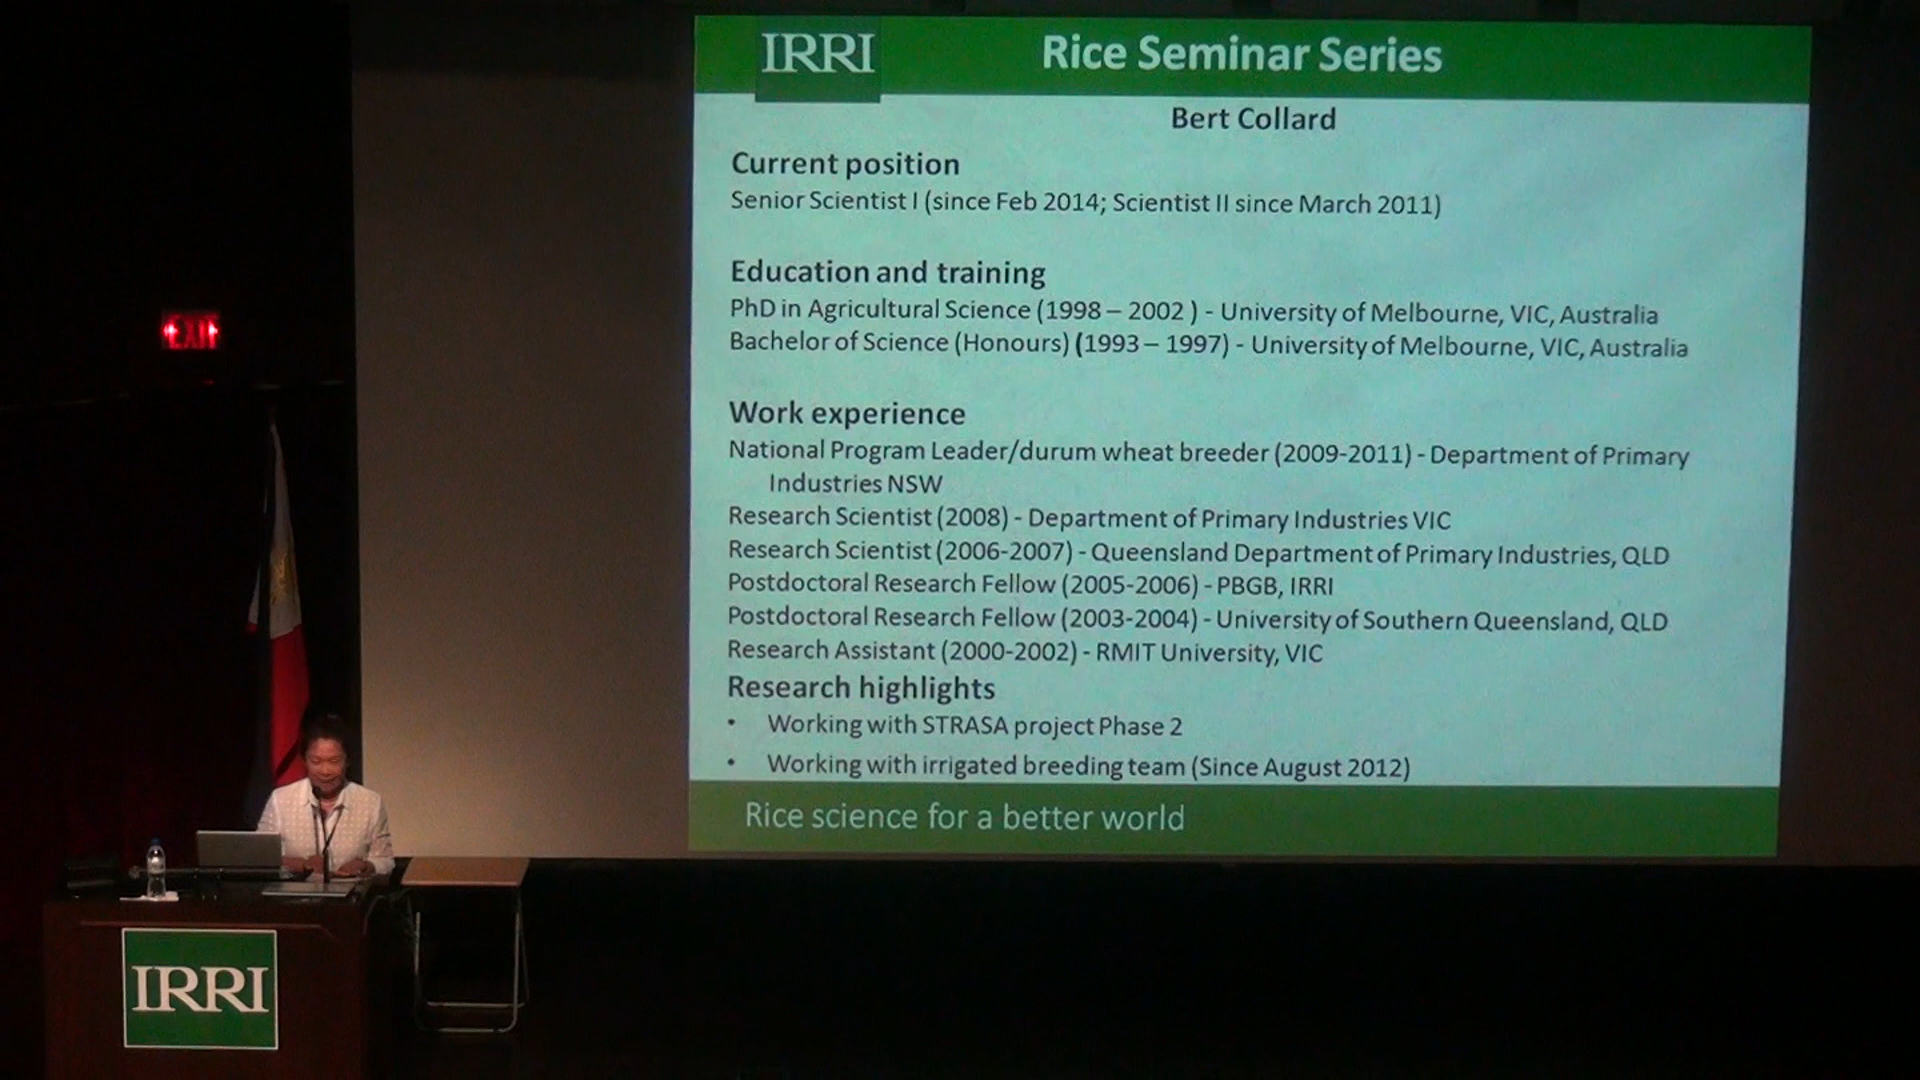 IRRI
Rice Seminar Series
Bert Collard
Current position
Senior Scientist I (since Feb 2014; Scientist II since March 2011)
Education and training
PhD in Agricultural Science (1998 – 2002 ) - University of Melbourne, VIC, Australia
Bachelor of Science (Honours) (1993 – 1997) - University of Melbourne, VIC, Australia
Work experience
National Program Leader/durum wheat breeder (2009-2011) - Department of Primary
Industries NSW
Research Scientist (2008) - Department of Primary Industries VIC
Research Scientist (2006-2007) - Queensland Department of Primary Industries, QLD
Postdoctoral Research Fellow (2005-2006) - PBGB, IRRI
Postdoctoral Research Fellow (2003-2004) - University of Southern Queensland, QLD
Research Assistant (2000-2002) - RMIT University, VIC
Research highlights
• Working with STRASA project Phase 2
• Working with irrigated breeding team (Since August 2012)
Rice science for a better world
EXIT
IRRI